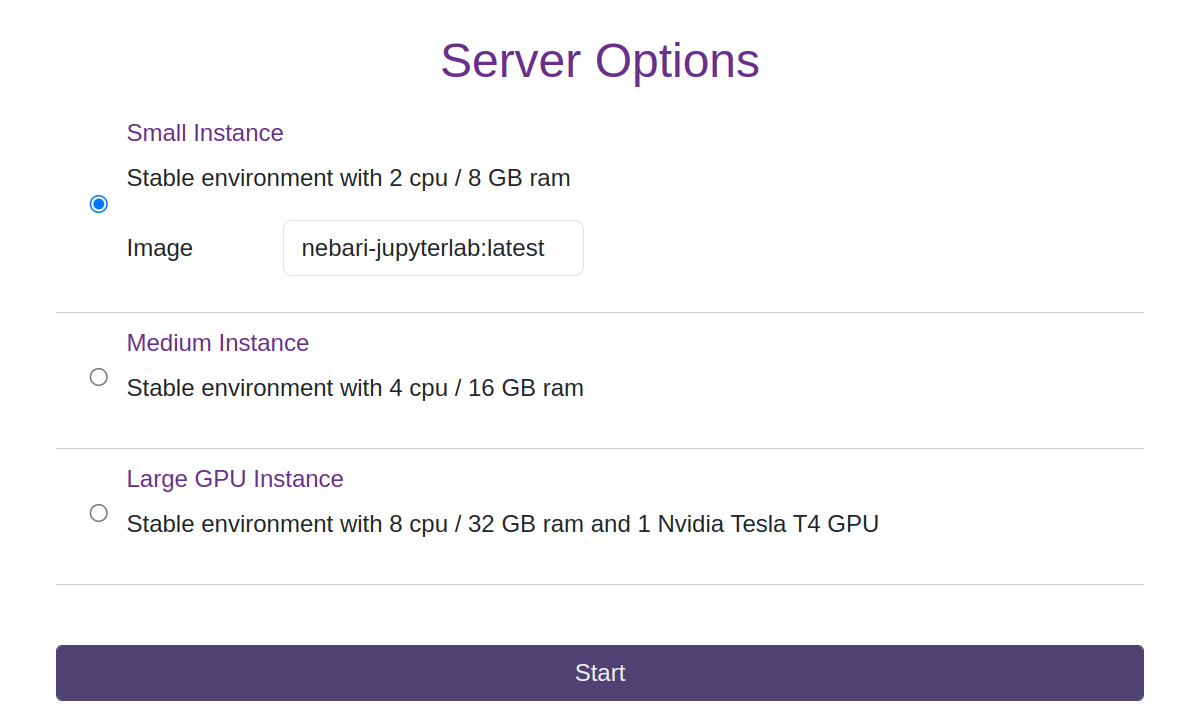 Server Options
Small Instance
Stable environment with 2 cpu / 8 GB ram
Image nebari-jupyterlab:latest
Medium Instance
Stable environment with 4 cpu / 16 GB ram
Large GPU Instance
Stable environment with 8 cpu / 32 GB ram and 1 Nvidia Tesla T4 GPU
Start